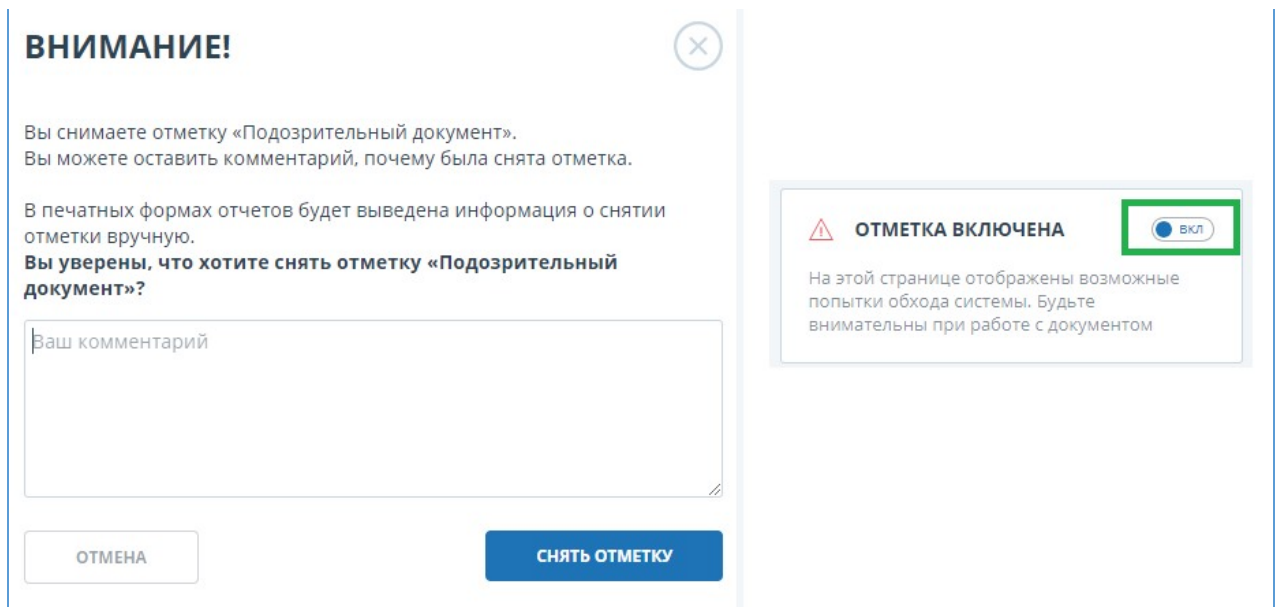 ВНИМАНИЕ!
Вы снимаете отметку «Подозрительный документ».
Вы можете оставить комментарий, почему была снята отметка.
В печатных формах отчетов будет выведена информация о снятии
отметки вручную.
Вы уверены, что хотите снять отметку «Подозрительный
документ»?
Ваш комментарий
ОТМЕНА
СНЯТЬ ОТМЕТКУ
ОТМЕТКА ВКЛЮЧЕНА
ВКЛ
На этой странице отображены возможные
попытки обхода системы. Будьте
внимательны при работе с документом